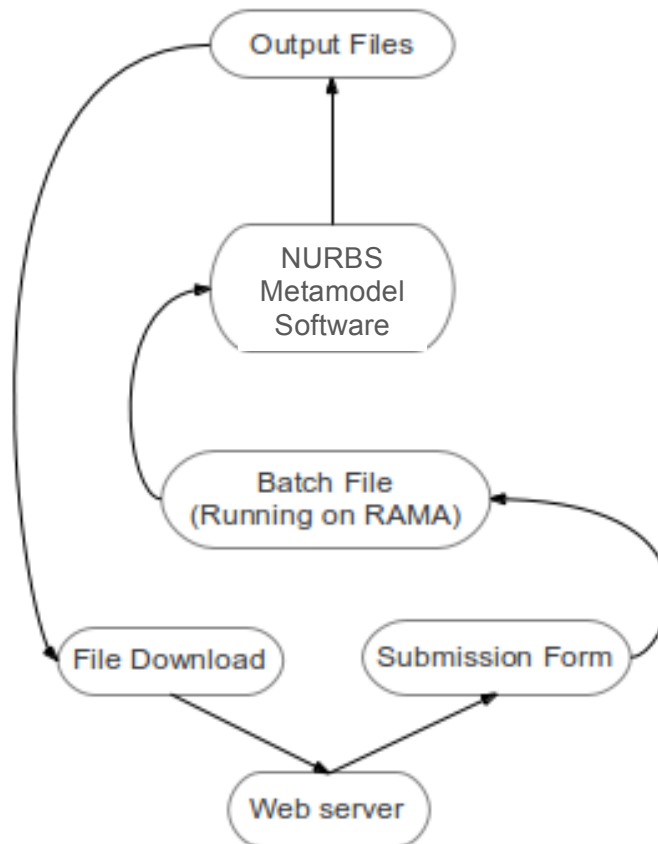 Output Files
NURBS
Metamodel
Software
Batch File
(Running on RAMA)
File Download
Submission Form
Web server